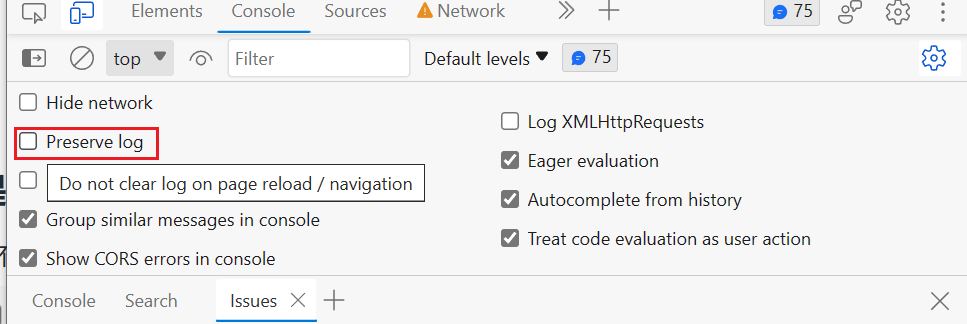 Elements Console Sources Network 75
top Filter Default levels 75
Hide network
Preserve log
Do not clear log on page reload / navigation
Group similar messages in console
Show CORS errors in console
Log XMLHttpRequests
Eager evaluation
Autocomplete from history
Treat code evaluation as user action
Console Search Issues